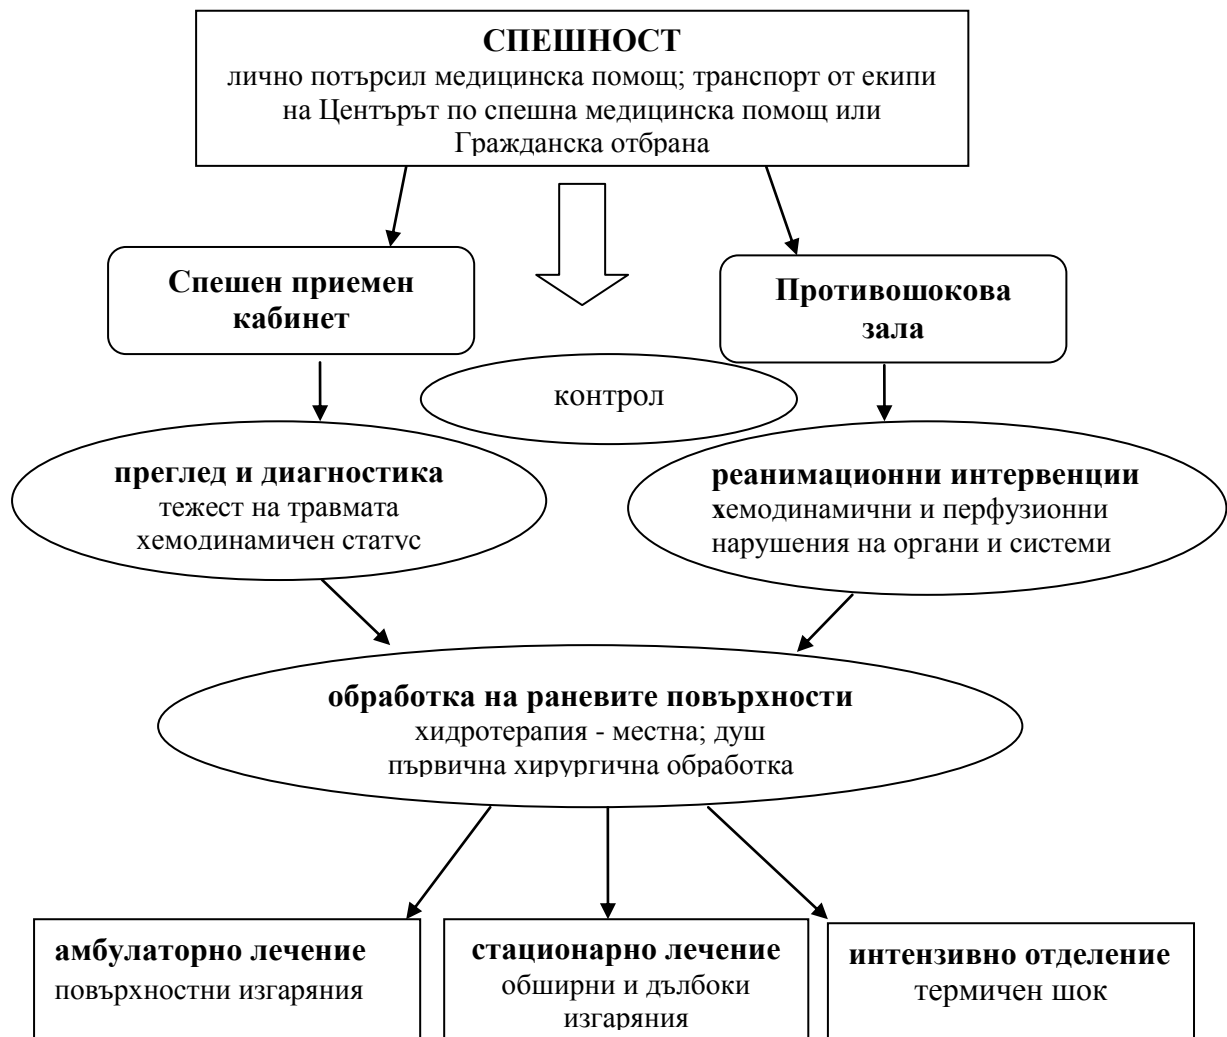 СПЕШНОСТ
лично потърсил медицинска помощ; транспорт от екипи
на Центърът по спешна медицинска помощ или
Гражданска отбрана
Спешен приемен
кабинет
Противошокова
зала
контрол
преглед и диагностика
тежест на травмата
хемодинамичен статус
реанимационни интервенции
хемодинамични и перфузионни
нарушения на органи и системи
обработка на раневите повърхности
хидротерапия - местна; душ
първична хирургична обработка
амбулаторно лечение
повърхностни изгаряния
стационарно лечение
обширни и дълбоки
изгаряния
интензивно отделение
термичен шок